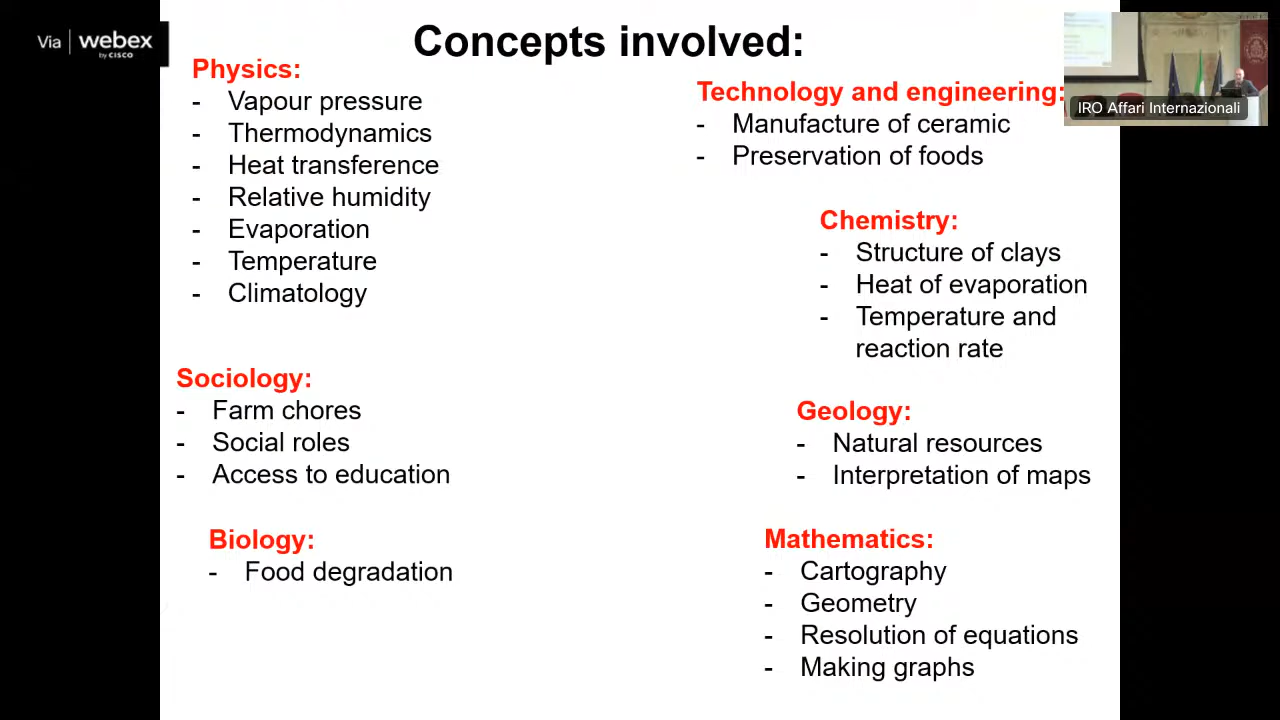 Via webex
by CISCO
Concepts involved:
Physics:
- Vapour pressure
- Thermodynamics
- Heat transference
- Relative humidity
- Evaporation
- Temperature
- Climatology
Sociology:
- Farm chores
- Social roles
- Access to education
Biology:
- Food degradation
Technology and engineering:
- Manufacture of ceramic
- Preservation of foods
Chemistry:
- Structure of clays
- Heat of evaporation
- Temperature and
reaction rate
Geology:
- Natural resources
- Interpretation of maps
Mathematics:
- Cartography
- Geometry
- Resolution of equations
- Making graphs
IRO Affari Internazionali